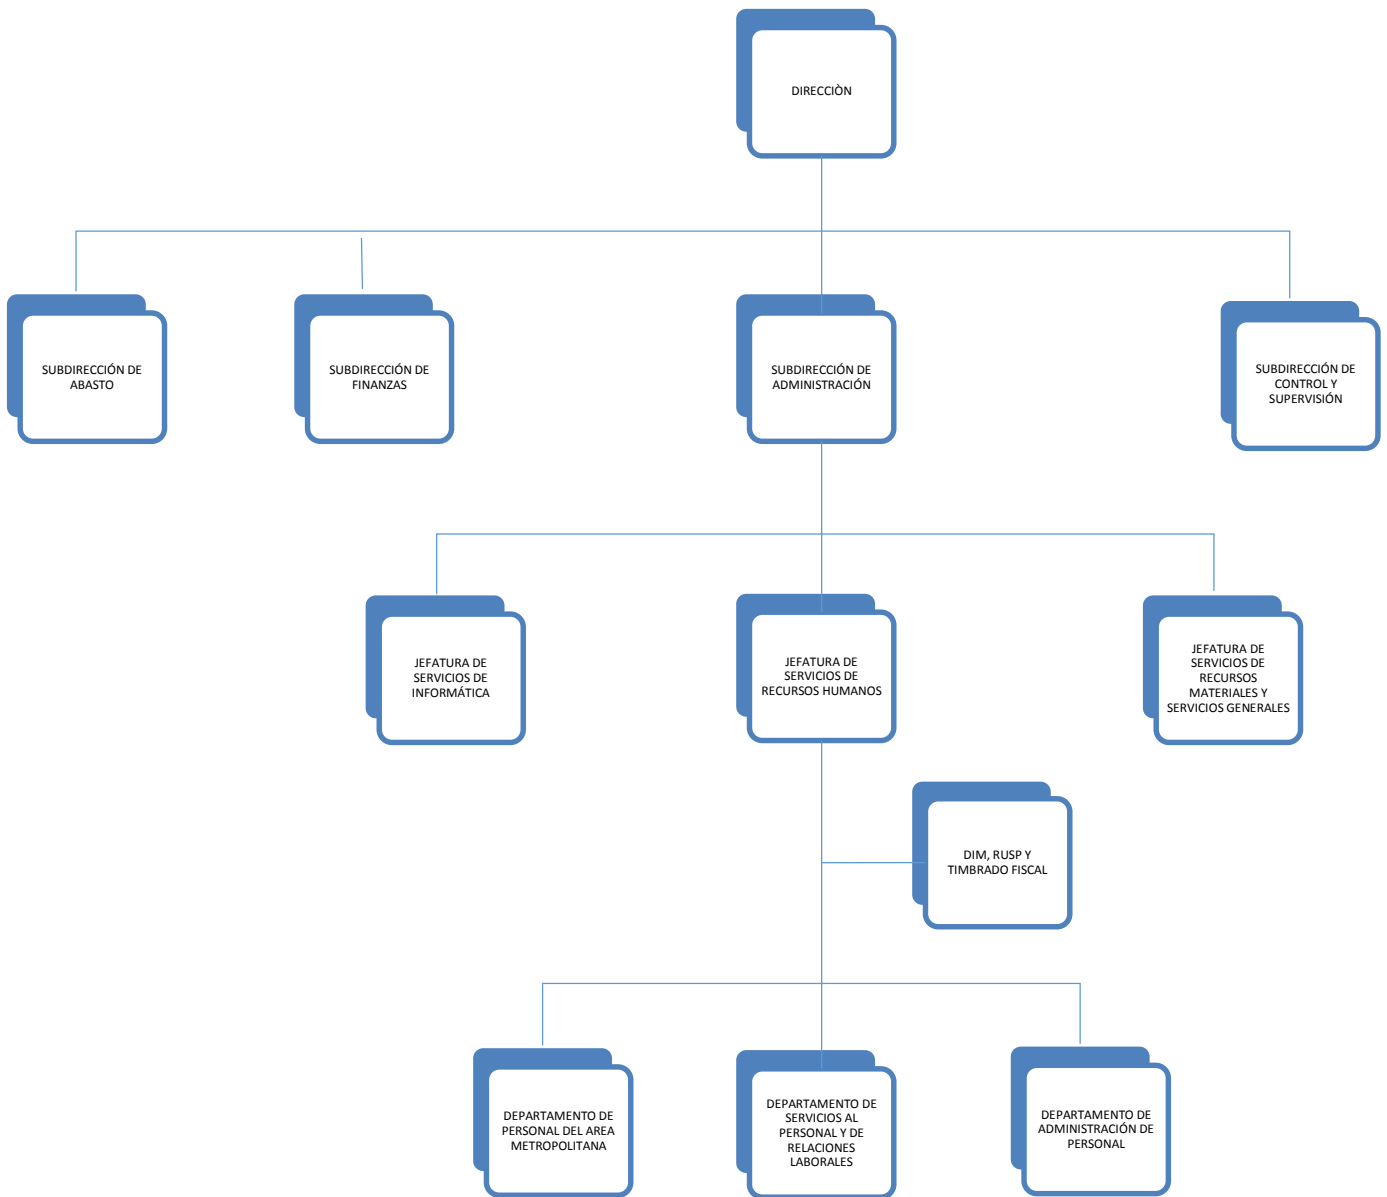 DIRECCIÒN
SUBDIRECCIÓN DE
ABASTO
SUBDIRECCIÓN DE
FINANZAS
SUBDIRECCIÓN DE
ADMINISTRACIÓN
SUBDIRECCIÓN DE
CONTROL Y
SUPERVISIÓN
JEFATURA DE
SERVICIOS DE
INFORMÁTICA
JEFATURA DE
SERVICIOS DE
RECURSOS HUMANOS
JEFATURA DE
SERVICIOS DE
RECURSOS
MATERIALES Y
SERVICIOS GENERALES
DIM, RUSP Y
TIMBRADO FISCAL
DEPARTAMENTO DE
PERSONAL DEL AREA
METROPOLITANA
DEPARTAMENTO DE
SERVICIOS AL
PERSONAL Y DE
RELACIONES
LABORALES
DEPARTAMENTO DE
ADMINISTRACIÓN DE
PERSONAL